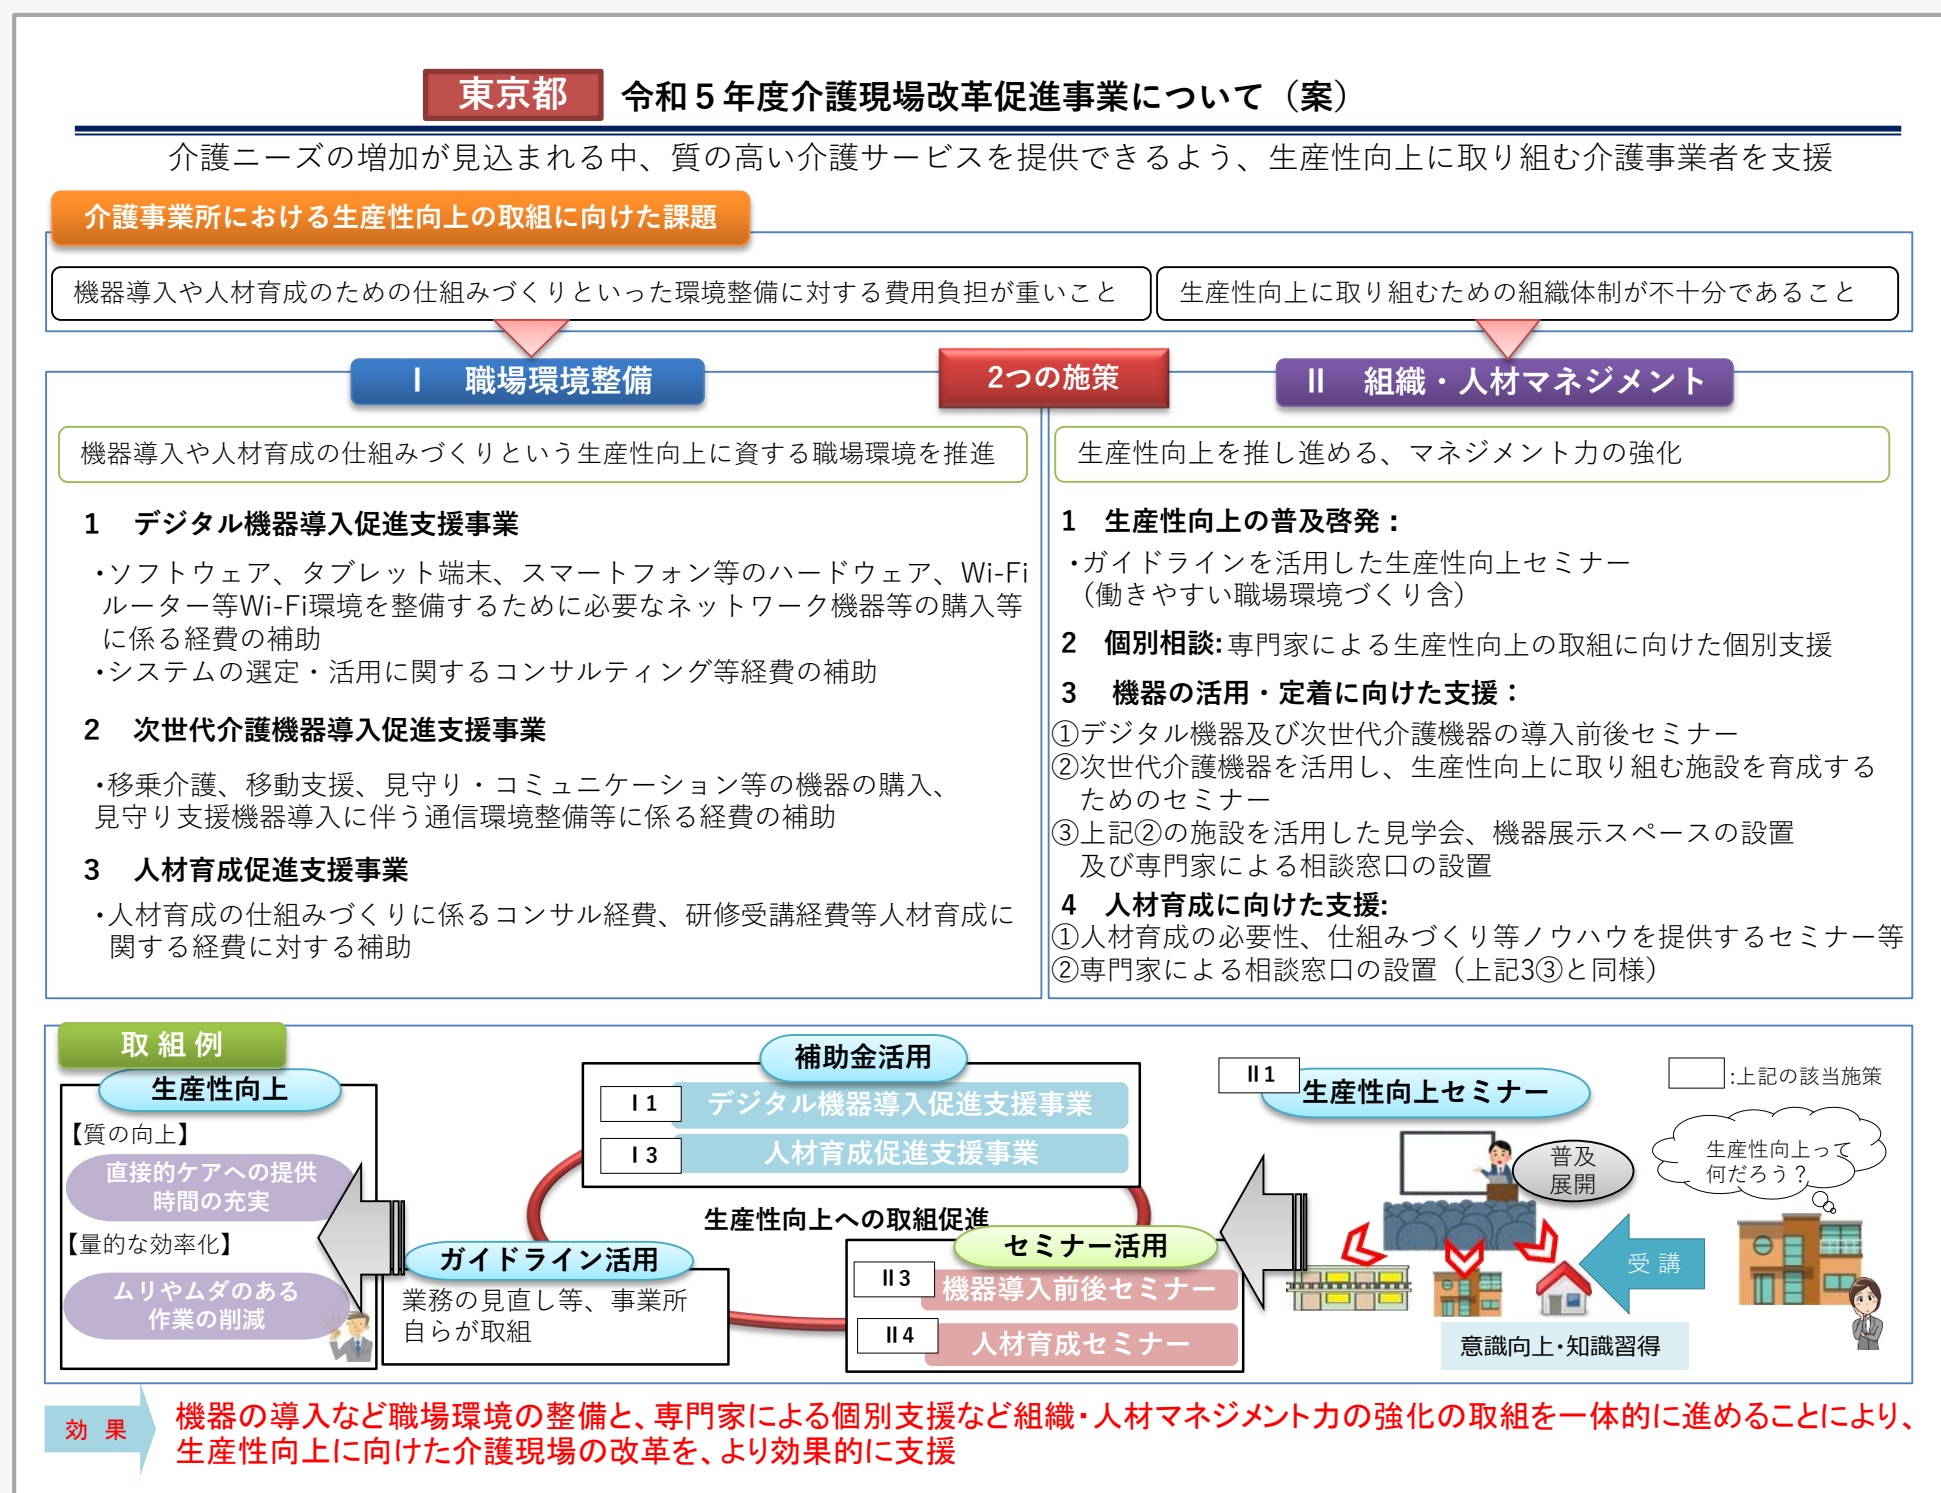 東京都 令和５年度介護現場改革促進事業について（案）
介護ニーズの増加が見込まれる中、質の高い介護サービスを提供できるよう、生産性向上に取り組む介護事業者を支援
介護事業所における生産性向上の取組に向けた課題
機器導入や人材育成のための仕組みづくりといった環境整備に対する費用負担が重いこと
生産性向上に取り組むための組織体制が不十分であること
Ⅰ　職場環境整備
2つの施策
Ⅱ　組織・人材マネジメント
機器導入や人材育成の仕組みづくりという生産性向上に資する職場環境を推進
1　デジタル機器導入促進支援事業
・ソフトウェア、タブレット端末、スマートフォン等のハードウェア、Wi-Fi
ルーター等Wi-Fi環境を整備するために必要なネットワーク機器等の購入等
に係る経費の補助
・システムの選定・活用に関するコンサルティング等経費の補助
2　次世代介護機器導入促進支援事業
・移乗介護、移動支援、見守り・コミュニケーション等の機器の購入、
見守り支援機器導入に伴う通信環境整備等に係る経費の補助
3　人材育成促進支援事業
・人材育成の仕組みづくりに係るコンサル経費、研修受講経費等人材育成に
関する経費に対する補助
生産性向上を推し進める、マネジメント力の強化
1　生産性向上の普及啓発：
・ガイドラインを活用した生産性向上セミナー
（働きやすい職場環境づくり含）
2　個別相談:専門家による生産性向上の取組に向けた個別支援
3　機器の活用・定着に向けた支援：
①デジタル機器及び次世代介護機器の導入前後セミナー
②次世代介護機器を活用し、生産性向上に取り組む施設を育成する
ためのセミナー
③上記②の施設を活用した見学会、機器展示スペースの設置
及び専門家による相談窓口の設置
4　人材育成に向けた支援:
①人材育成の必要性、仕組みづくり等ノウハウを提供するセミナー等
②専門家による相談窓口の設置（上記3③と同様）
取組例
生産性向上
【質の向上】
直接的ケアへの提供
時間の充実
【量的な効率化】
ムリやムダのある
作業の削減
補助金活用
Ⅰ1 デジタル機器導入促進支援事業
Ⅰ3 人材育成促進支援事業
生産性向上への取組促進
ガイドライン活用
業務の見直し等、事業所
自らが取組
セミナー活用
Ⅱ3 機器導入前後セミナー
Ⅱ4 人材育成セミナー
Ⅱ1 生産性向上セミナー
:上記の該当施策
普及
展開
生産性向上って
何だろう？
受講
意識向上・知識習得
効果
機器の導入など職場環境の整備と、専門家による個別支援など組織・人材マネジメント力の強化の取組を一体的に進めることにより、
生産性向上に向けた介護現場の改革を、より効果的に支援